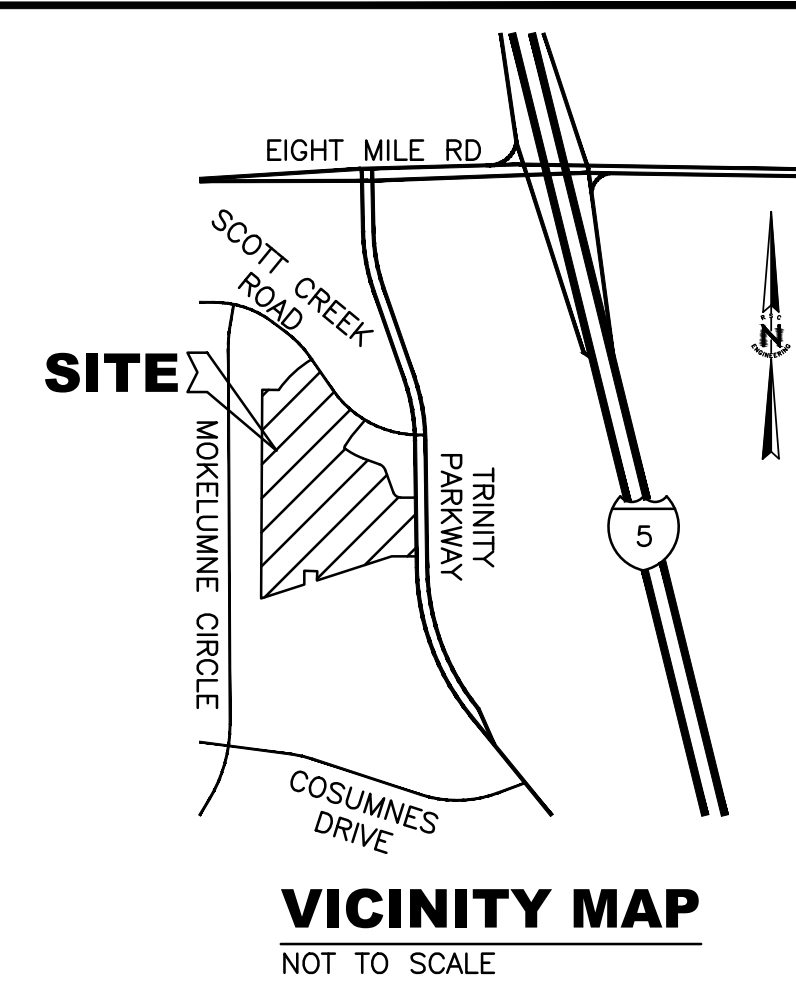 EIGHT MILE RD
SCOTT CREEK
ROAD
SITE
MOKELUMNE CIRCLE
TRINITY
PARKWAY
5
R S C
N
ENGINEERING
COSUMNES
DRIVE
VICINITY MAP
NOT TO SCALE